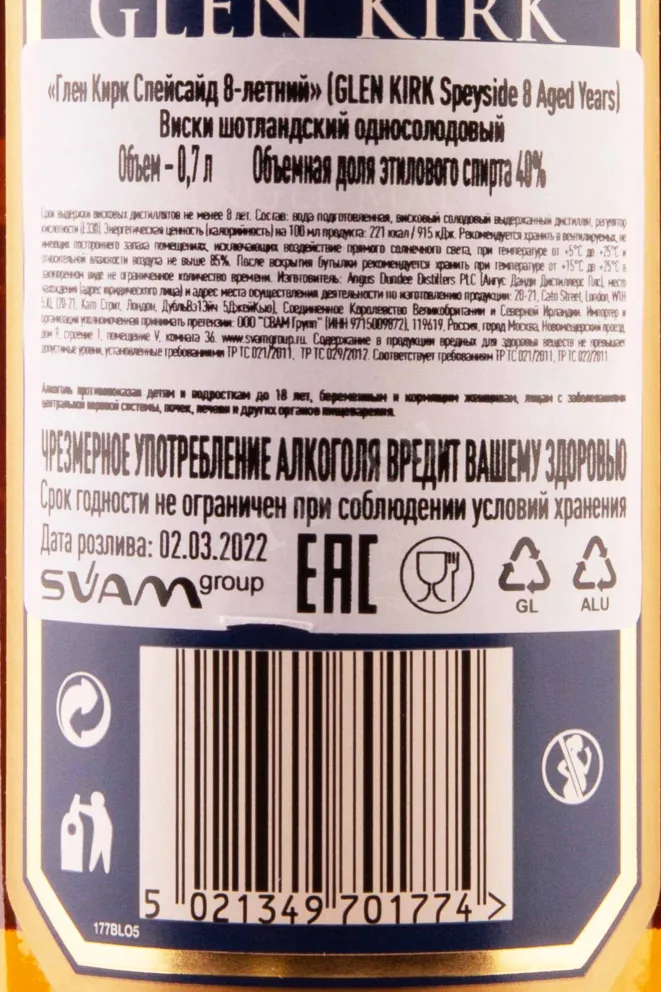 GLEN KIRK
«Глен Кирк Спейсайд 8-летний» (GLEN KIRK Speyside 8 Aged Years)
Виски шотландский односолодовый
Объем – 0,7 л Объемная доля этилового спирта 40%
Срок выдержки висковых дистиллятов не менее 8 лет. Состав: вода подготовленная, висковый солодовый выдержанный дистиллят, регулятор
кислотности (Е330). Энергетическая ценность (калорийность) на 100 мл продукта: 221 ккал / 915 кДж. Рекомендуется хранить в вентилируемых, не
имеющих постороннего запаха помещениях, исключающих воздействие прямого солнечного света, при температуре от +5°С до +25°С и
относительной влажности воздуха не выше 85%. После вскрытия бутылки рекомендуется хранить при температуре от +15°С до +25°С в
закупоренном виде не ограниченное количество времени. Изготовитель: Angus Dundee Distillers PLC (Ангус Данди Дистиллерс Плс), место
нахождения (адрес юридического лица) и адрес места осуществления деятельности по изготовлению продукции: 20-21, Cato Street, London, W1H
5JQ, (20-21, Като Стрит, Лондон, ДубльВэ1Эйч 5ДжейКью), Соединенное Королевство Великобритании и Северной Ирландии. Импортер и
организация уполномоченная принимать претензии: ООО "СВАМ Групп" (ИНН 9715009872), 119619, Россия, город Москва, Новомещерский проезд,
дом 9, строение 1, помещение V, комната 36. www.svamgroup.ru. Содержание в продукции вредных для здоровья веществ не превышает
допустимые уровни, установленные требованиями ТР ТС 021/2011, ТР ТС 029/2012. Соответствует требованиям ТР ТС 021/2011, ТР ТС 022/2011
Алкоголь противопоказан детям и подросткам до 18 лет, беременным и кормящим женщинам, лицам с заболеваниями
центральной нервной системы, почек, печени и других органов пищеварения.
ЧРЕЗМЕРНОЕ УПОТРЕБЛЕНИЕ АЛКОГОЛЯ ВРЕДИТ ВАШЕМУ ЗДОРОВЬЮ
Срок годности не ограничен при соблюдении условий хранения
Дата розлива: 02.03.2022
SVAM group EAC
GL ALU
5 021349 701774 >
177BL05